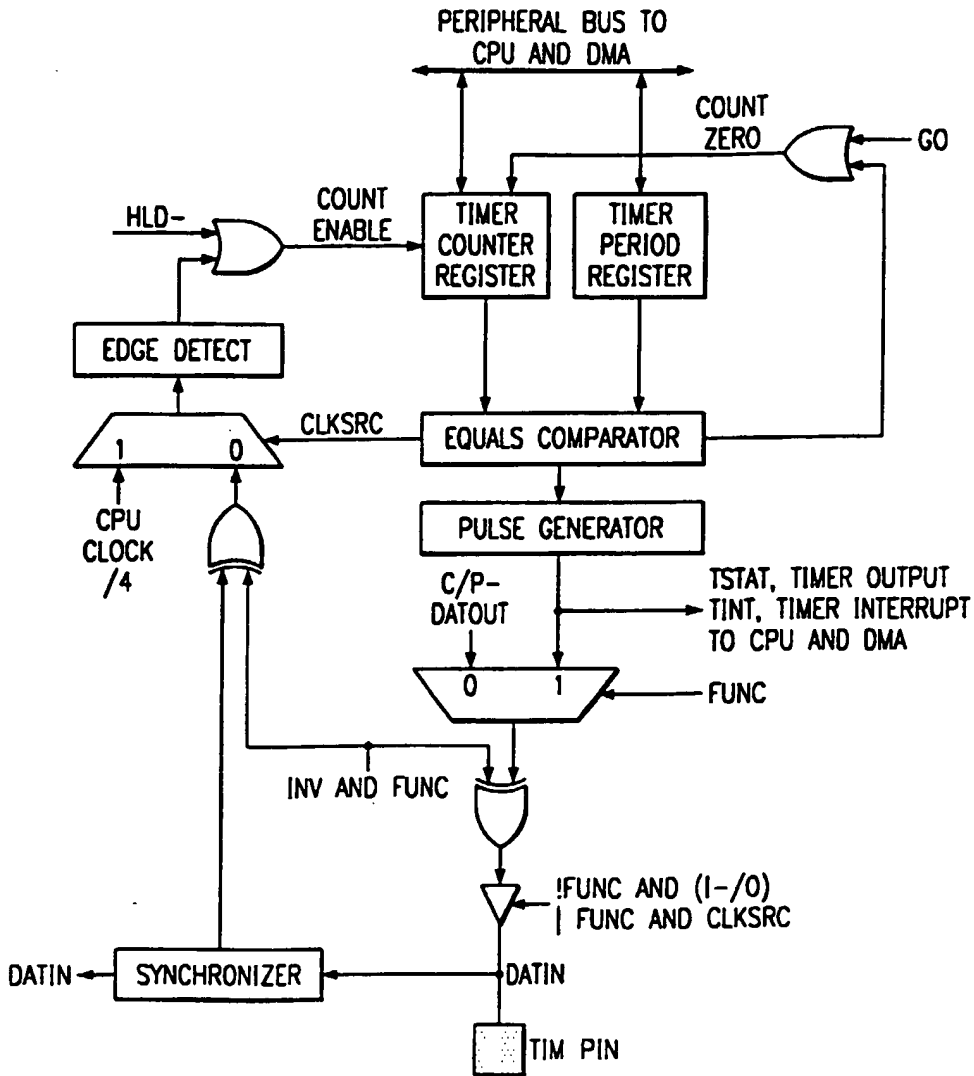 PERIPHERAL BUS TO
CPU AND DMA
COUNT
ZERO
GO
HLD-
COUNT
ENABLE
TIMER
COUNTER
REGISTER
TIMER
PERIOD
REGISTER
EDGE DETECT
CLKSRC
EQUALS COMPARATOR
1 0
CPU
CLOCK
/4
PULSE GENERATOR
C/P-
DATOUT
TSTAT, TIMER OUTPUT
TINT, TIMER INTERRUPT
TO CPU AND DMA
0 1
FUNC
INV AND FUNC
!FUNC AND (I-/O)
| FUNC AND CLKSRC
DATIN
SYNCHRONIZER
DATIN
TIM PIN